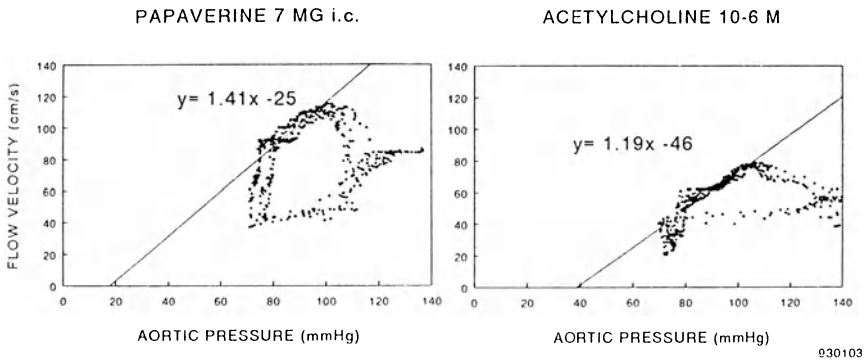 PAPAVERINE 7 MG i.c.
ACETYLCHOLINE 10-6 M
FLOW VELOCITY (cm/s)
140
120
100
80
60
40
20
0
y= 1.41x -25
0 20 40 60 80 100 120 140
AORTIC PRESSURE (mmHg)
140
120
100
80
60
40
20
0
y= 1.19x -46
0 20 40 60 80 100 120 140
AORTIC PRESSURE (mmHg)
930103